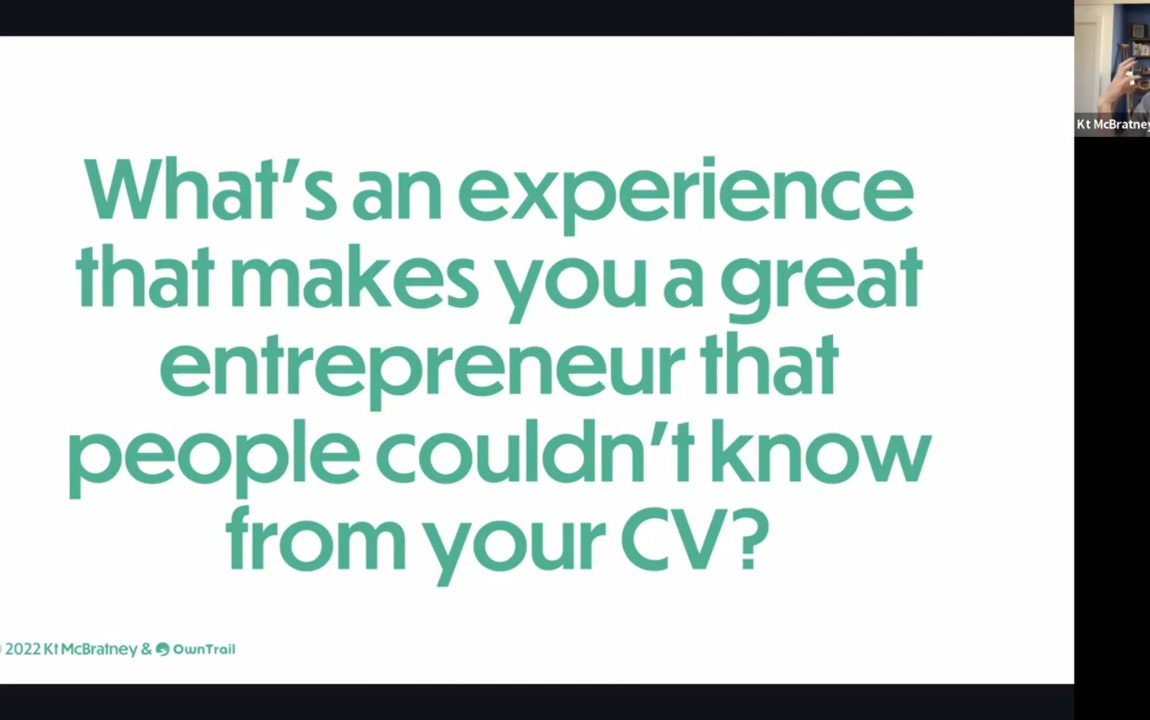 What's an experience
that makes you a great
entrepreneur that
people couldn't know
from your CV?
2022 Kt McBratney & OwnTrail
Kt McBratney